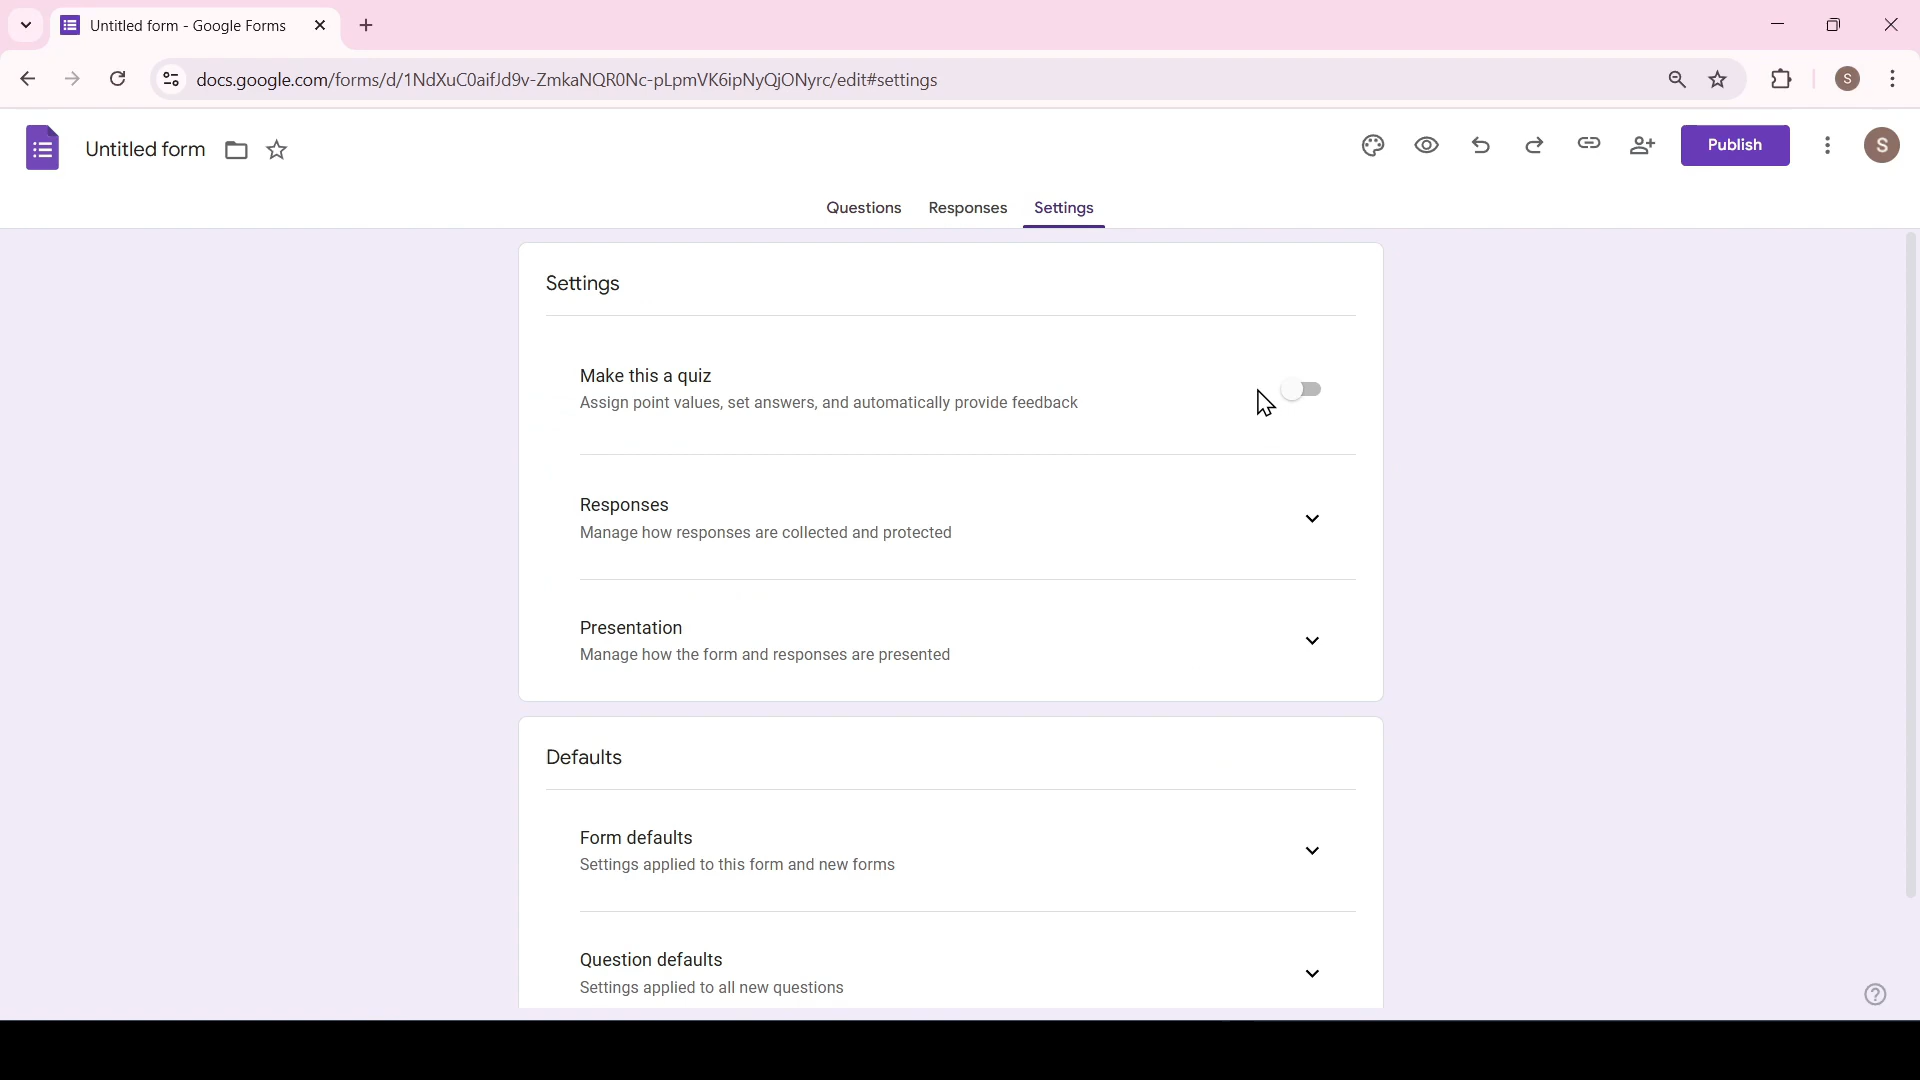 Untitled form - Google Forms
docs.google.com/forms/d/1NdXuC0aifJd9v-ZmkaNQR0Nc-pLpmVK6ipNyQjONyrc/edit#settings
S
Untitled form
Publish
S
Questions Responses Settings
Settings
Make this a quiz
Assign point values, set answers, and automatically provide feedback
Responses
Manage how responses are collected and protected
Presentation
Manage how the form and responses are presented
Defaults
Form defaults
Settings applied to this form and new forms
Question defaults
Settings applied to all new questions